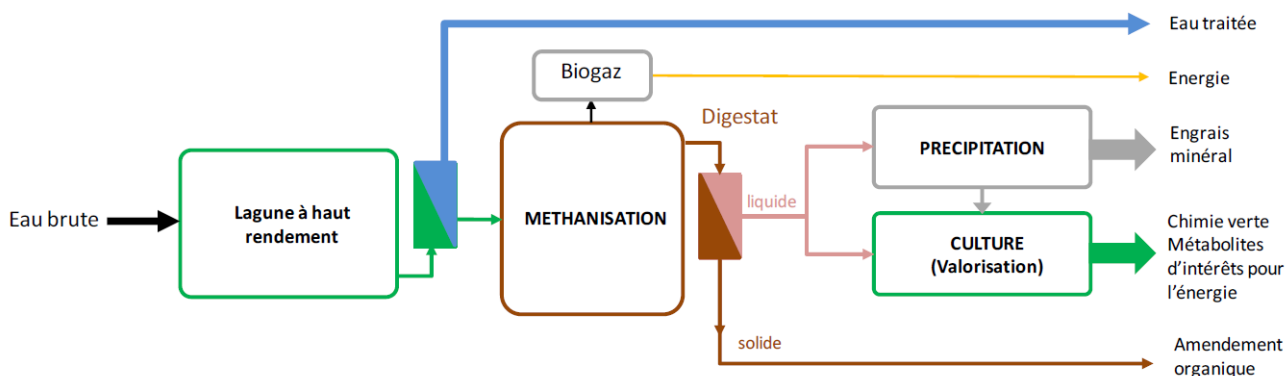 Eau traitée
Biogaz
Energie
Digestat
Eau brute
Lagune à haut
rendement
METHANISATION
liquide
PRECIPITATION
Engrais
minéral
CULTURE
(Valorisation)
Chimie verte
Métabolites
d'intérêts pour
l'énergie
solide
Amendement
organique